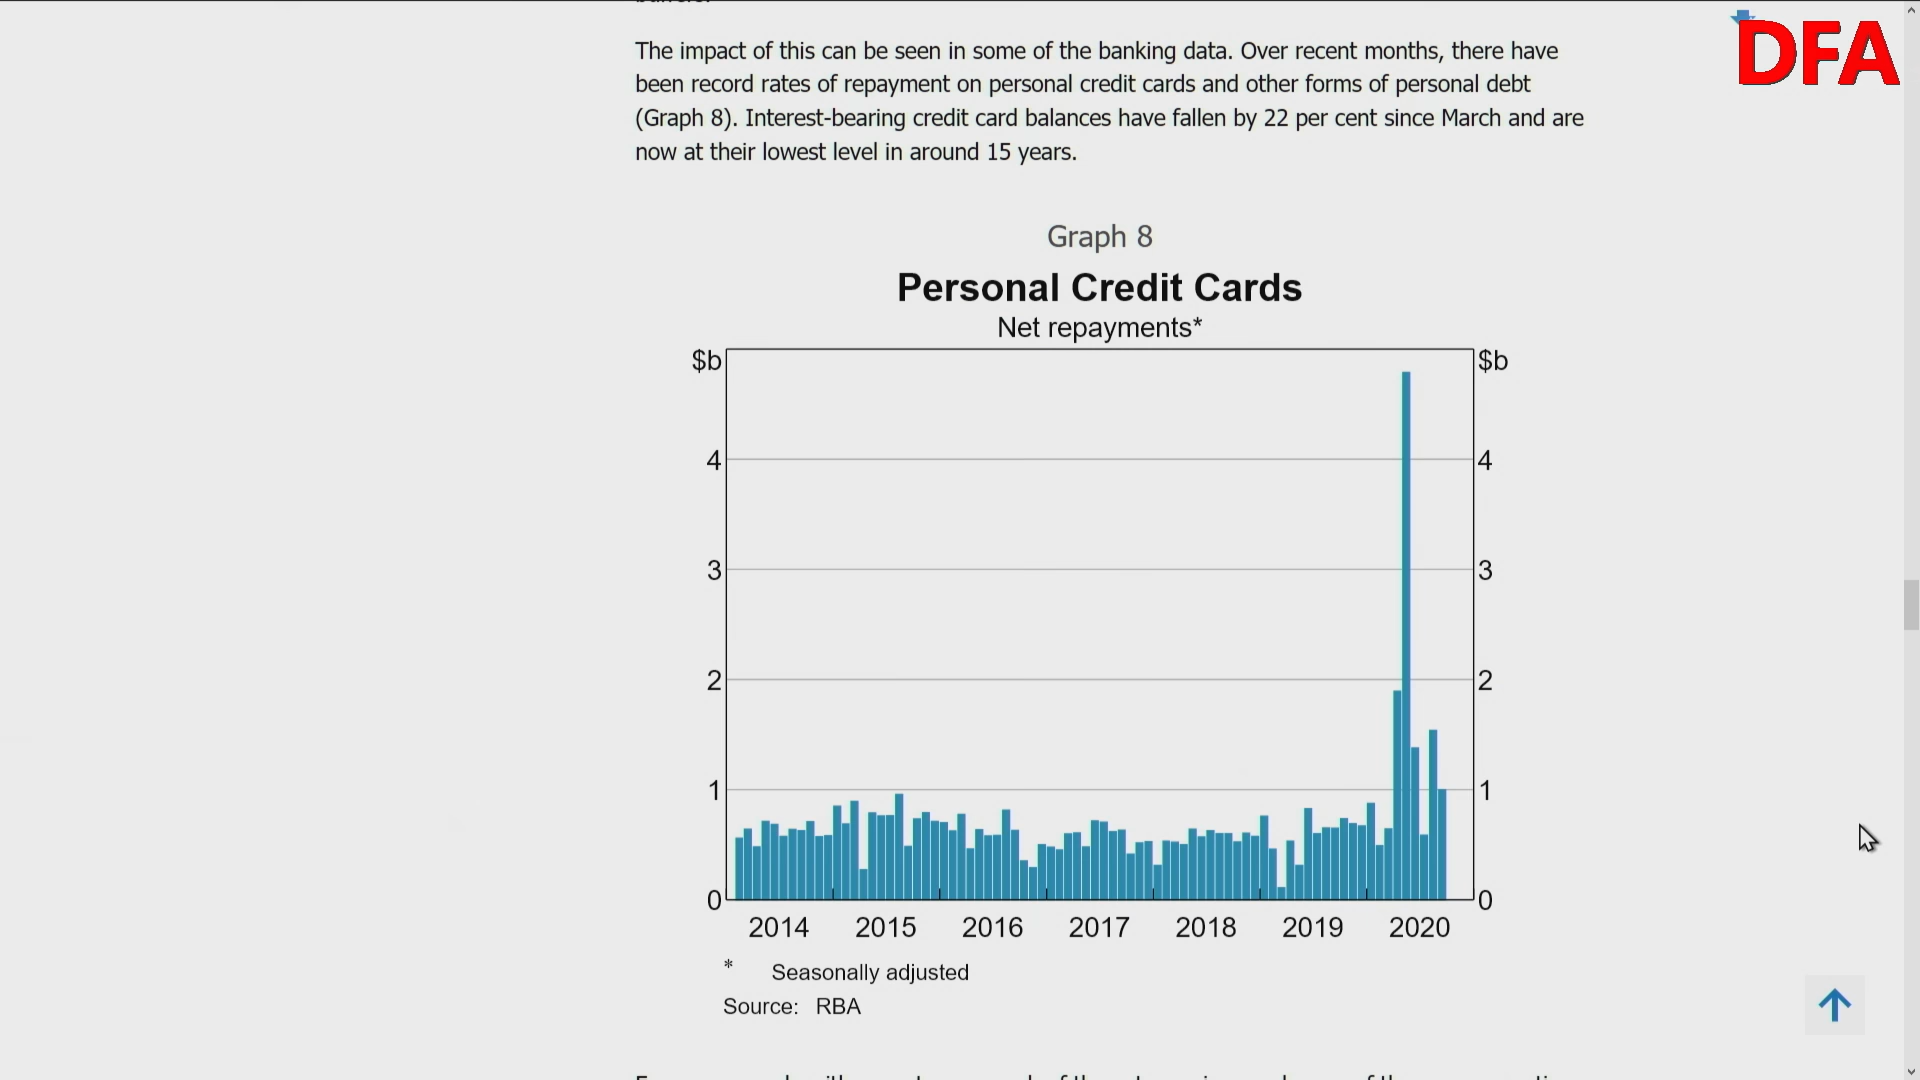 DFA
The impact of this can be seen in some of the banking data. Over recent months, there have
been record rates of repayment on personal credit cards and other forms of personal debt
(Graph 8). Interest-bearing credit card balances have fallen by 22 per cent since March and are
now at their lowest level in around 15 years.
Graph 8
Personal Credit Cards
Net repayments*
$b $b
4 4
3 3
2 2
1 1
0 0
2014 2015 2016 2017 2018 2019 2020
* Seasonally adjusted
Source: RBA